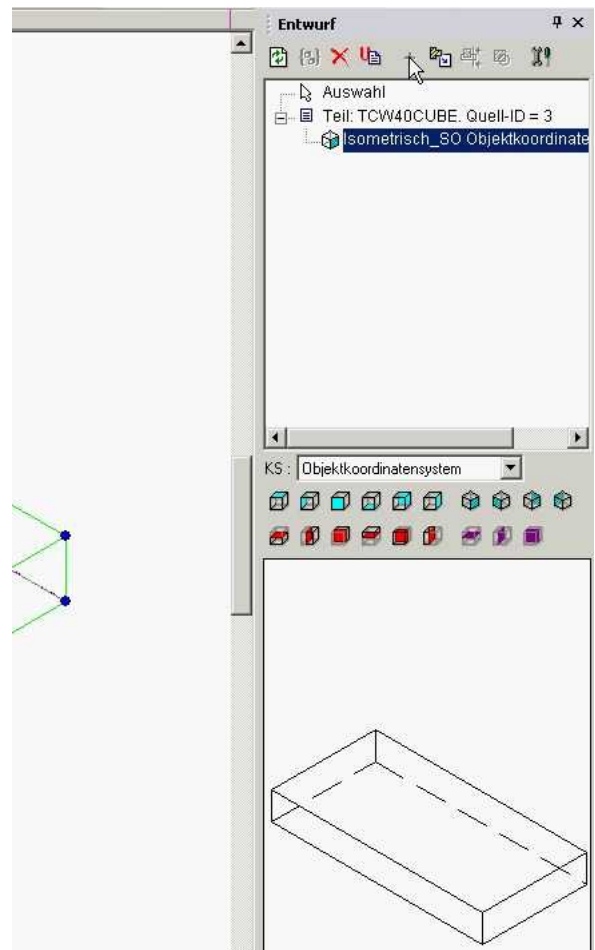 Entwurf
Auswahl
Teil: TCW40CUBE. Quell-ID = 3
Isometrisch_SO Objektkoordinate
KS : Objektkoordinatensystem